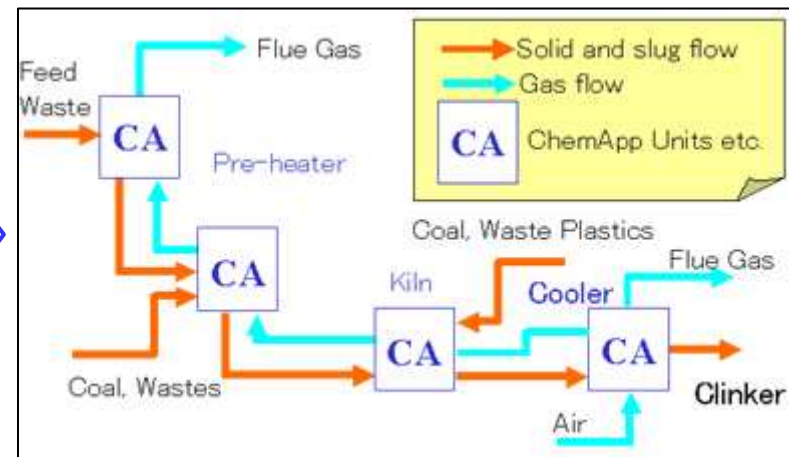 Feed
Waste
Flue Gas
CA
Pre-heater
Solid and slug flow
Gas flow
CA
ChemApp Units etc.
CA
Coal, Wastes
Coal, Waste Plastics
Kiln
CA
Cooler
Flue Gas
CA
Clinker
Air